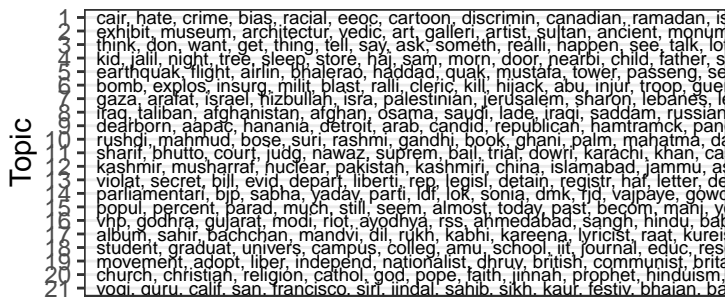 Topic
1 cair, hate, crime, bias, racial, eeoc, cartoon, discrimin, canadian, ramadan, is
2 exhibit, museum, architectur, vedic, art, galleri, artist, sultan, ancient, monum
3 think, don, want, get, thing, tell, say, ask, someth, realli, happen, see, talk, lo
4 kid, jalil, night, tree, sleep, store, haj, sam, morn, door, nearbi, child, father, s
5 earthquak, flight, airlin, bhalerao, haddad, quak, mustafa, tower, passeng, se
6 bomb, explos, insurg, milit, blast, ralli, cleric, kill, hijack, abu, injur, troop, gue
7 gaza, arafat, israel, hizbullah, isra, palestinian, jerusalem, sharon, lebanes, le
8 iraq, taliban, afghanistan, afghan, osama, saudi, lade, iraqi, saddam, russian
9 dearborn, aapac, hanania, detroit, arab, candid, republican, hamtramck, pan
10 rushdi, mahmud, bose, suri, rashmi, gandhi, book, ghani, palm, mahatma, da
11 sharif, bhutto, court, judg, nawaz, suprem, bail, trial, dowri, karachi, khan, ca
12 kashmir, musharraf, nuclear, pakistan, kashmiri, china, islamabad, jammu, as
13 violat, secret, bill, evid, depart, liberti, rep, legisl, detain, registr, haf, letter, de
14 parliamentari, bjp, sabha, yadav, parti, ldf, lok, sonia, dmk, tjd, vajpaye, gowd
15 popul, percent, parad, much, still, seem, almost, today, past, becom, mani, ye
16 vhp, godhra, gujarat, modi, riot, ayodhya, rss, ahmedabad, sangh, hindu, bab
17 album, sahir, bachchan, mandvi, dil, rukh, kabhi, kareena, lyricist, raat, kureis
18 student, graduat, univers, campus, colleg, amu, school, iit, journal, educ, res
19 movement, adopt, liber, independ, nationalist, dhruv, british, communist, brita
20 church, christian, religion, cathol, god, pope, faith, jinnah, prophet, hinduism,
21 yogi, guru, calif, san, francisco, siri, jindal, sahib, sikh, kaur, festiv, bhajan, ba